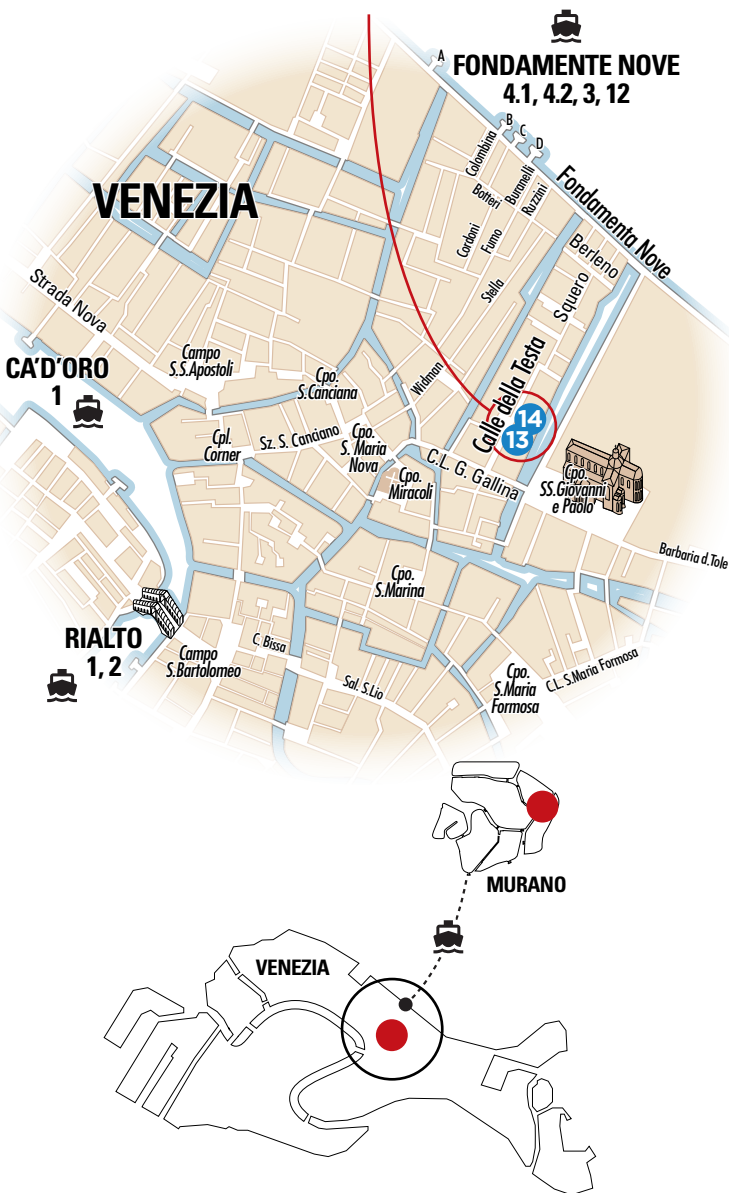 FONDAMENTE NOVE
4.1, 4.2, 3, 12
A
B
C
D
Colombina
Botteri
Buranelli
Ruzzini
Fondamenta Nove
VENEZIA
Cordoni
Fumo
Berleno
Stella
Squero
Strada Nova
Campo
S.S.Apostoli
CA'D'ORO
1
Cpo.
S.Canciana
Widman
Calle della Testa
14
13
Cpl.
Corner
Sz. S. Canciano
Cpo.
S. Maria
Nova
C.L. G. Gallina
Cpo.
Miracoli
Cpo.
SS.Giovanni
e Paolo
Barbaria d.Tole
Cpo.
S.Marina
RIALTO
1, 2
Campo
S.Bartolomeo
C. Bissa
Sal. S.Lio
Cpo.
S.Maria
Formosa
C.L. S.Maria Formosa
MURANO
VENEZIA